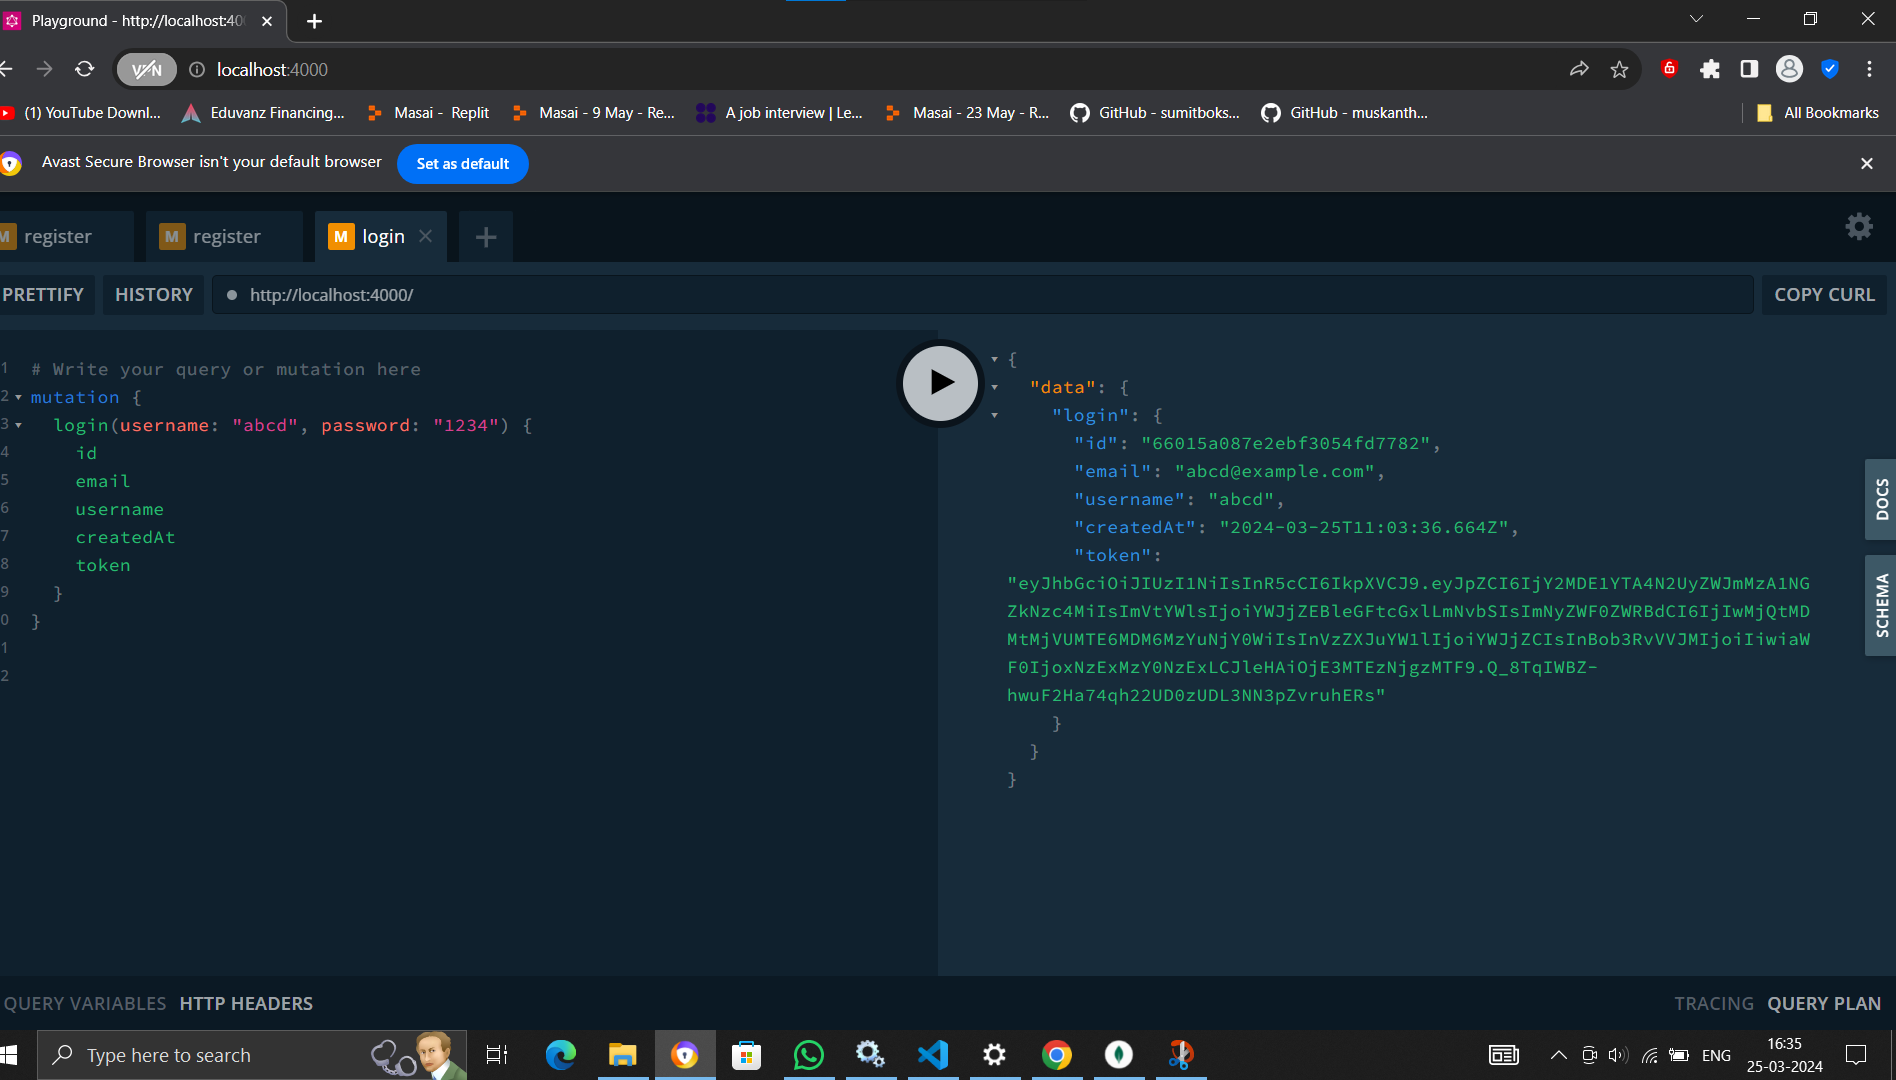 Playground - http://localhost:400
VPN
localhost:4000
(1) YouTube Downl...
Eduvanz Financing...
Masai - Replit
Masai - 9 May - Re...
A job interview | Le...
Masai - 23 May - R...
GitHub - sumitboks...
GitHub - muskanth...
All Bookmarks
Avast Secure Browser isn't your default browser
Set as default
M register
M register
M login
PRETTIFY
HISTORY
http://localhost:4000/
COPY CURL
1 # Write your query or mutation here
2 mutation {
3 login(username: "abcd", password: "1234") {
4 id
5 email
6 username
7 createdAt
8 token
9 }
0 }
1
2
{
"data": {
"login": {
"id": "66015a087e2ebf3054fd7782",
"email": "abcd@example.com",
"username": "abcd",
"createdAt": "2024-03-25T11:03:36.664Z",
"token":
"eyJhbGciOiJIUzI1NiIsInR5cCI6IkpXVCJ9.eyJpZCI6IjY2MDE1YTA4N2UyZWJmMzA1NG
ZkNzc4MiIsImVtYWlsIjoiYWJjZEBleGFtcGxlLmNvbSIsImNyZWF0ZWRBdCI6IjIwMjQtMD
MtMjVUMTE6MDM6MzYuNjY0WiIsInVzZXJuYW1lIjoiYWJjZCIsInBob3RvVVJMIjoiIiwiaW
F0IjoxNzExMzY0NzExLCJleHAiOjE3MTEzNjgzMTF9.Q_8TqIWBZ-
hwuF2Ha74qh22UD0zUDL3NN3pZvruhERs"
}
}
}
DOCS
SCHEMA
QUERY VARIABLES
HTTP HEADERS
TRACING
QUERY PLAN
Type here to search
ENG
16:35
25-03-2024